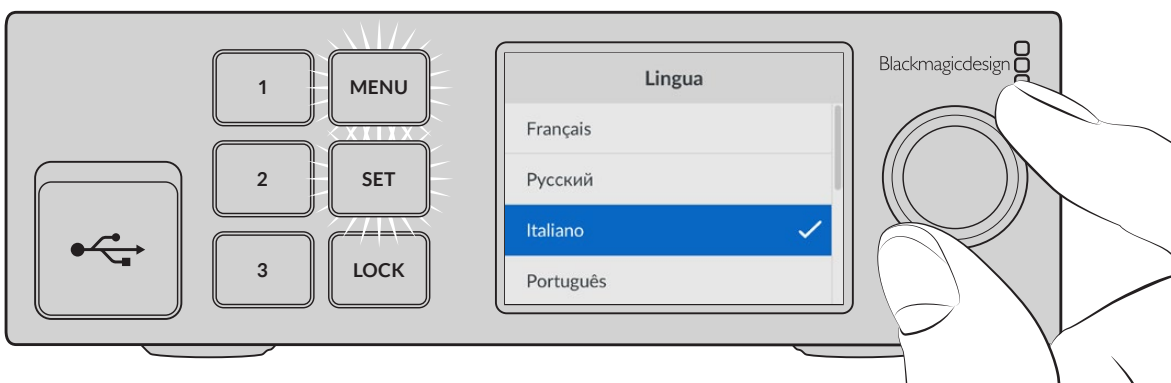 1
MENU
2
SET
3
LOCK
Lingua
Français
Русский
Italiano
Português
Blackmagicdesign